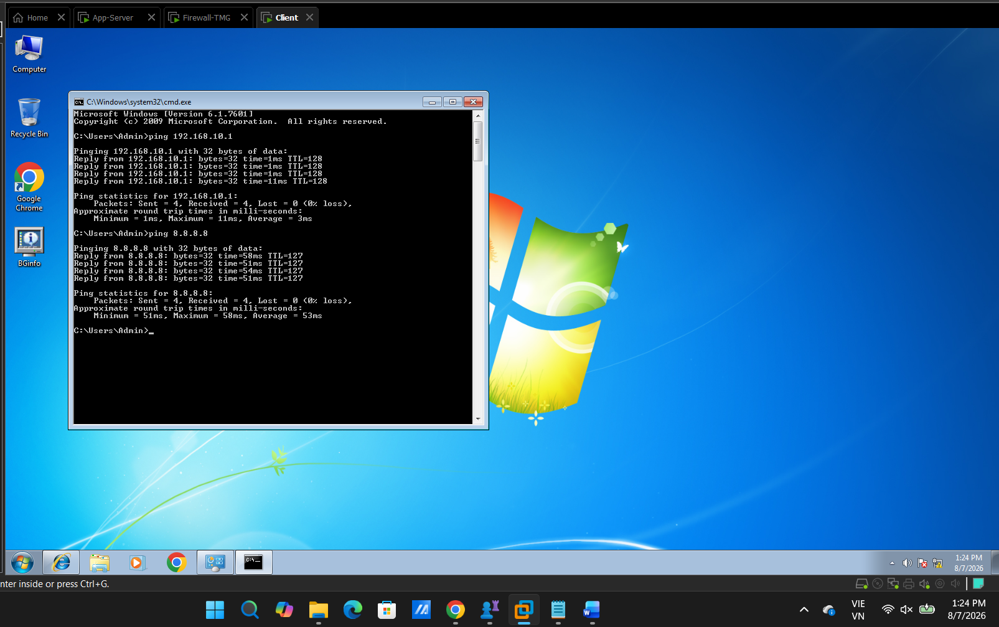 Home
App-Server
Firewall-TMG
Client
Computer
Recycle Bin
Google
Chrome
BGinfo
C:\Windows\system32\cmd.exe
Microsoft Windows [Version 6.1.7601]
Copyright (c) 2009 Microsoft Corporation.  All rights reserved.
C:\Users\Admin>ping 192.168.10.1
Pinging 192.168.10.1 with 32 bytes of data:
Reply from 192.168.10.1: bytes=32 time=1ms TTL=128
Reply from 192.168.10.1: bytes=32 time=1ms TTL=128
Reply from 192.168.10.1: bytes=32 time=1ms TTL=128
Reply from 192.168.10.1: bytes=32 time=11ms TTL=128
Ping statistics for 192.168.10.1:
Packets: Sent = 4, Received = 4, Lost = 0 (0% loss),
Approximate round trip times in milli-seconds:
Minimum = 1ms, Maximum = 11ms, Average = 3ms
C:\Users\Admin>ping 8.8.8.8
Pinging 8.8.8.8 with 32 bytes of data:
Reply from 8.8.8.8: bytes=32 time=58ms TTL=127
Reply from 8.8.8.8: bytes=32 time=51ms TTL=127
Reply from 8.8.8.8: bytes=32 time=54ms TTL=127
Reply from 8.8.8.8: bytes=32 time=51ms TTL=127
Ping statistics for 8.8.8.8:
Packets: Sent = 4, Received = 4, Lost = 0 (0% loss),
Approximate round trip times in milli-seconds:
Minimum = 51ms, Maximum = 58ms, Average = 53ms
C:\Users\Admin>_
1:24 PM
8/7/2026
nter inside or press Ctrl+G.
VIE
VN
1:24 PM
8/7/2026